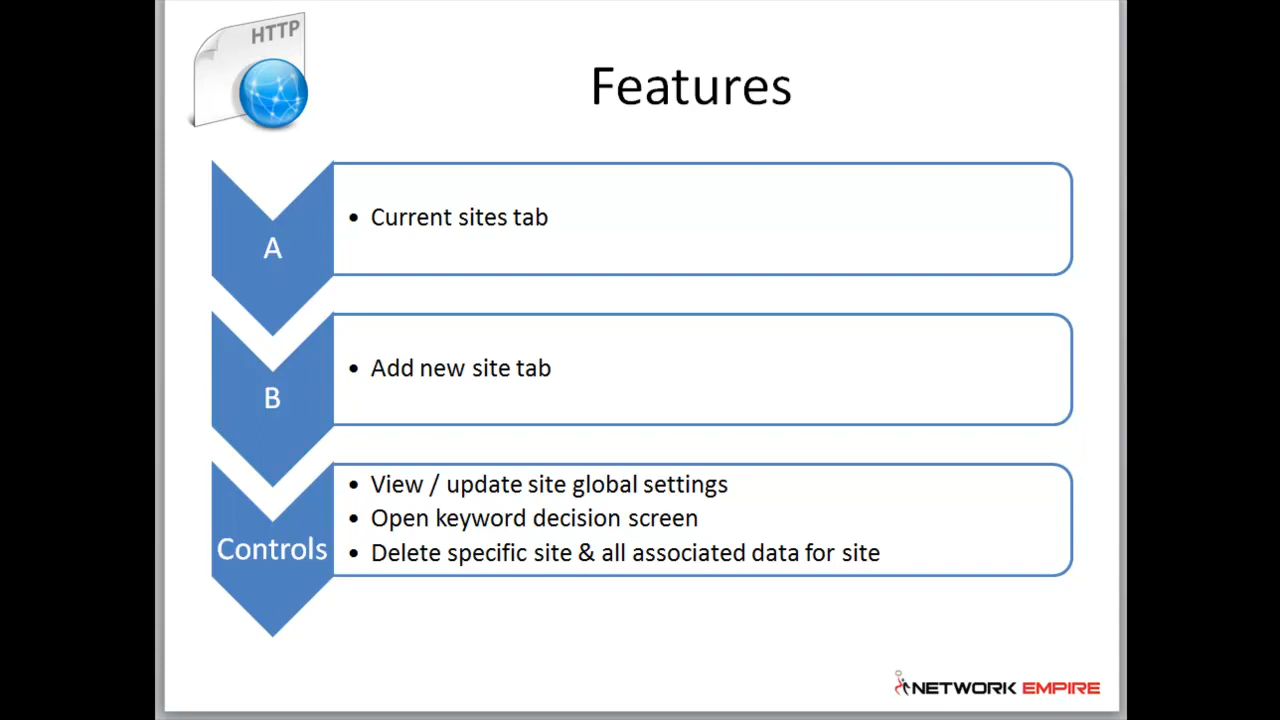 HTTP
Features
A
• Current sites tab
B
• Add new site tab
Controls
• View / update site global settings
• Open keyword decision screen
• Delete specific site & all associated data for site
NETWORK EMPIRE